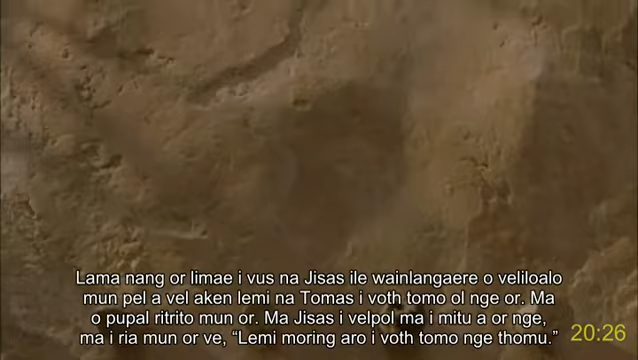 Lama nang or limae i vus na Jisas ile wainlangaere o veliloalo
mun pel a vel aken lemi na Tomas i voth tomo ol nge or. Ma
o pupal ritrito mun or. Ma Jisas i velpol ma i mitu a or nge,
ma i ria mun or ve, “Lemi moring aro i voth tomo nge thomu.”
20:26